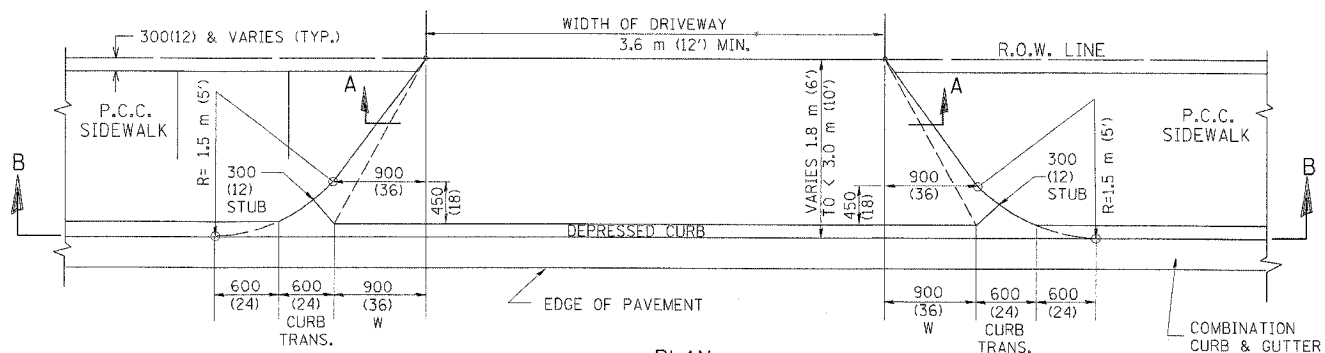 WIDTH OF DRIVEWAY
3.6 m (12') MIN.
300(12) & VARIES (TYP.)
R.O.W. LINE
P.C.C.
SIDEWALK
A
A
P.C.C.
SIDEWALK
R= 1.5 m (5')
300
(12)
STUB
900
(36)
450
(18)
VARIES 1.8 m (6')
TO < 3.0 m (10')
900
(36)
450
(18)
300
(12)
STUB
R=1.5 m (5')
B
B
DEPRESSED CURB
600
(24)
600
(24)
CURB
TRANS.
900
(36)
W
EDGE OF PAVEMENT
900
(36)
W
600
(24)
CURB
TRANS.
600
(24)
COMBINATION
CURB & GUTTER
PLAN